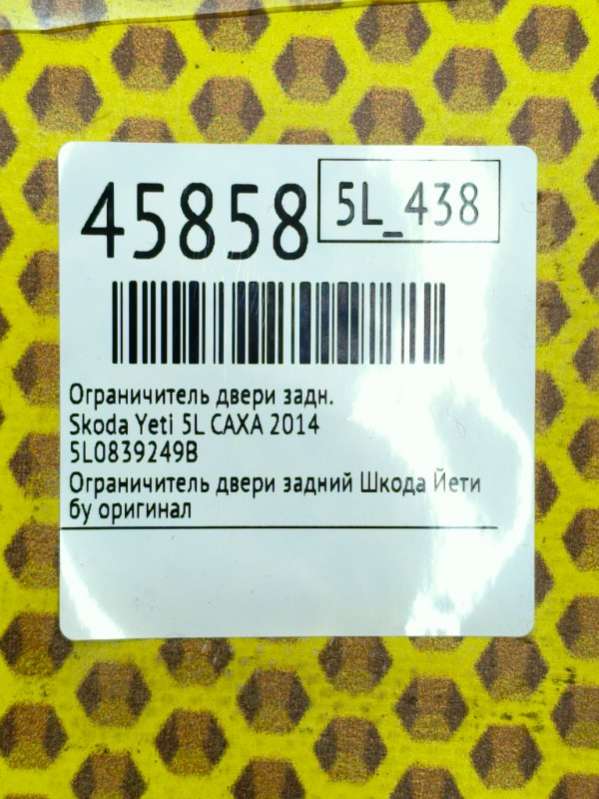 45858
5L_438
Ограничитель двери задн.
Skoda Yeti 5L CAXA 2014
5L0839249B
Ограничитель двери задний Шкода Йети
бу оригинал